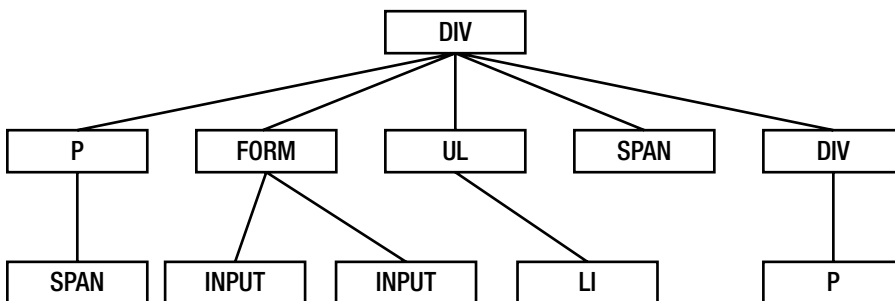 DIV
P FORM UL SPAN DIV
SPAN INPUT INPUT LI P